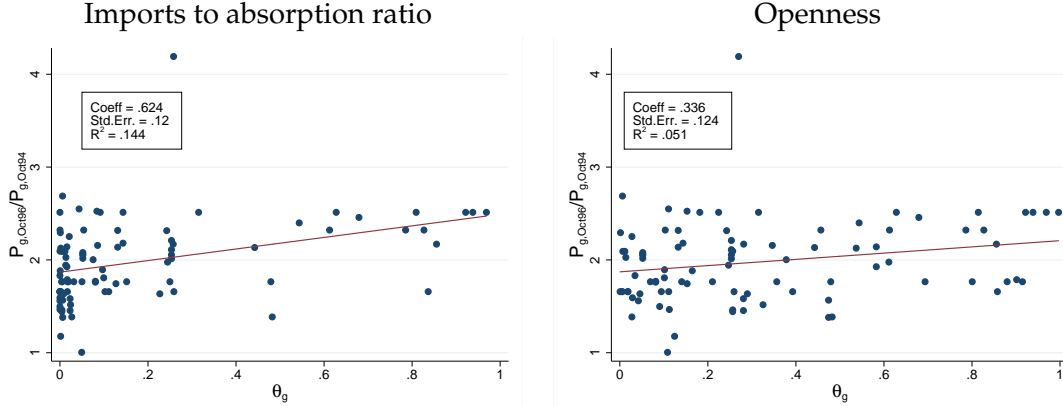 Imports to absorption ratio
P_g,Oct96/P_g,Oct94
4
3
2
1
Coeff = .624
Std.Err. = .12
R² = .144
0 .2 .4 .6 .8 1
θ_g
Openness
P_g,Oct96/P_g,Oct94
4
3
2
1
Coeff = .336
Std.Err. = .124
R² = .051
0 .2 .4 .6 .8 1
θ_g